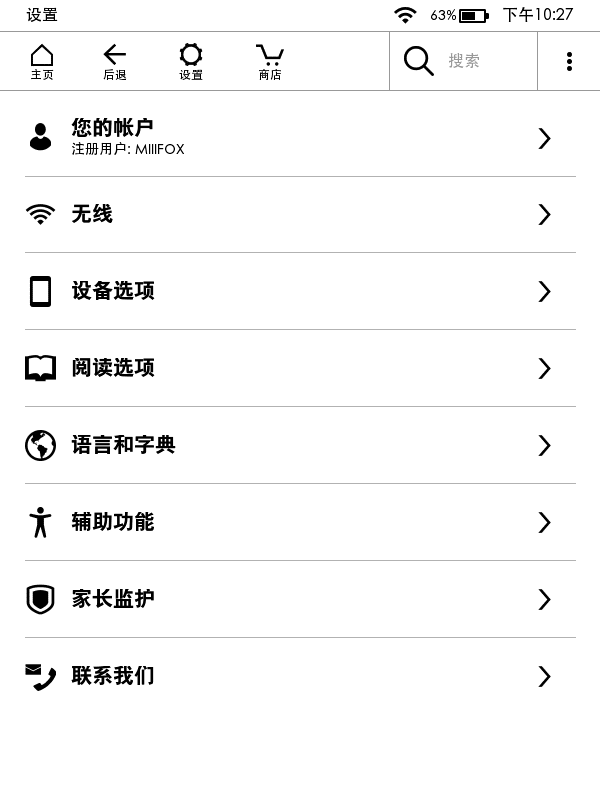 设置 63% 下午10:27
主页 后退 设置 商店 搜索
您的帐户
注册用户: MIIIFOX
无线
设备选项
阅读选项
语言和字典
辅助功能
家长监护
联系我们